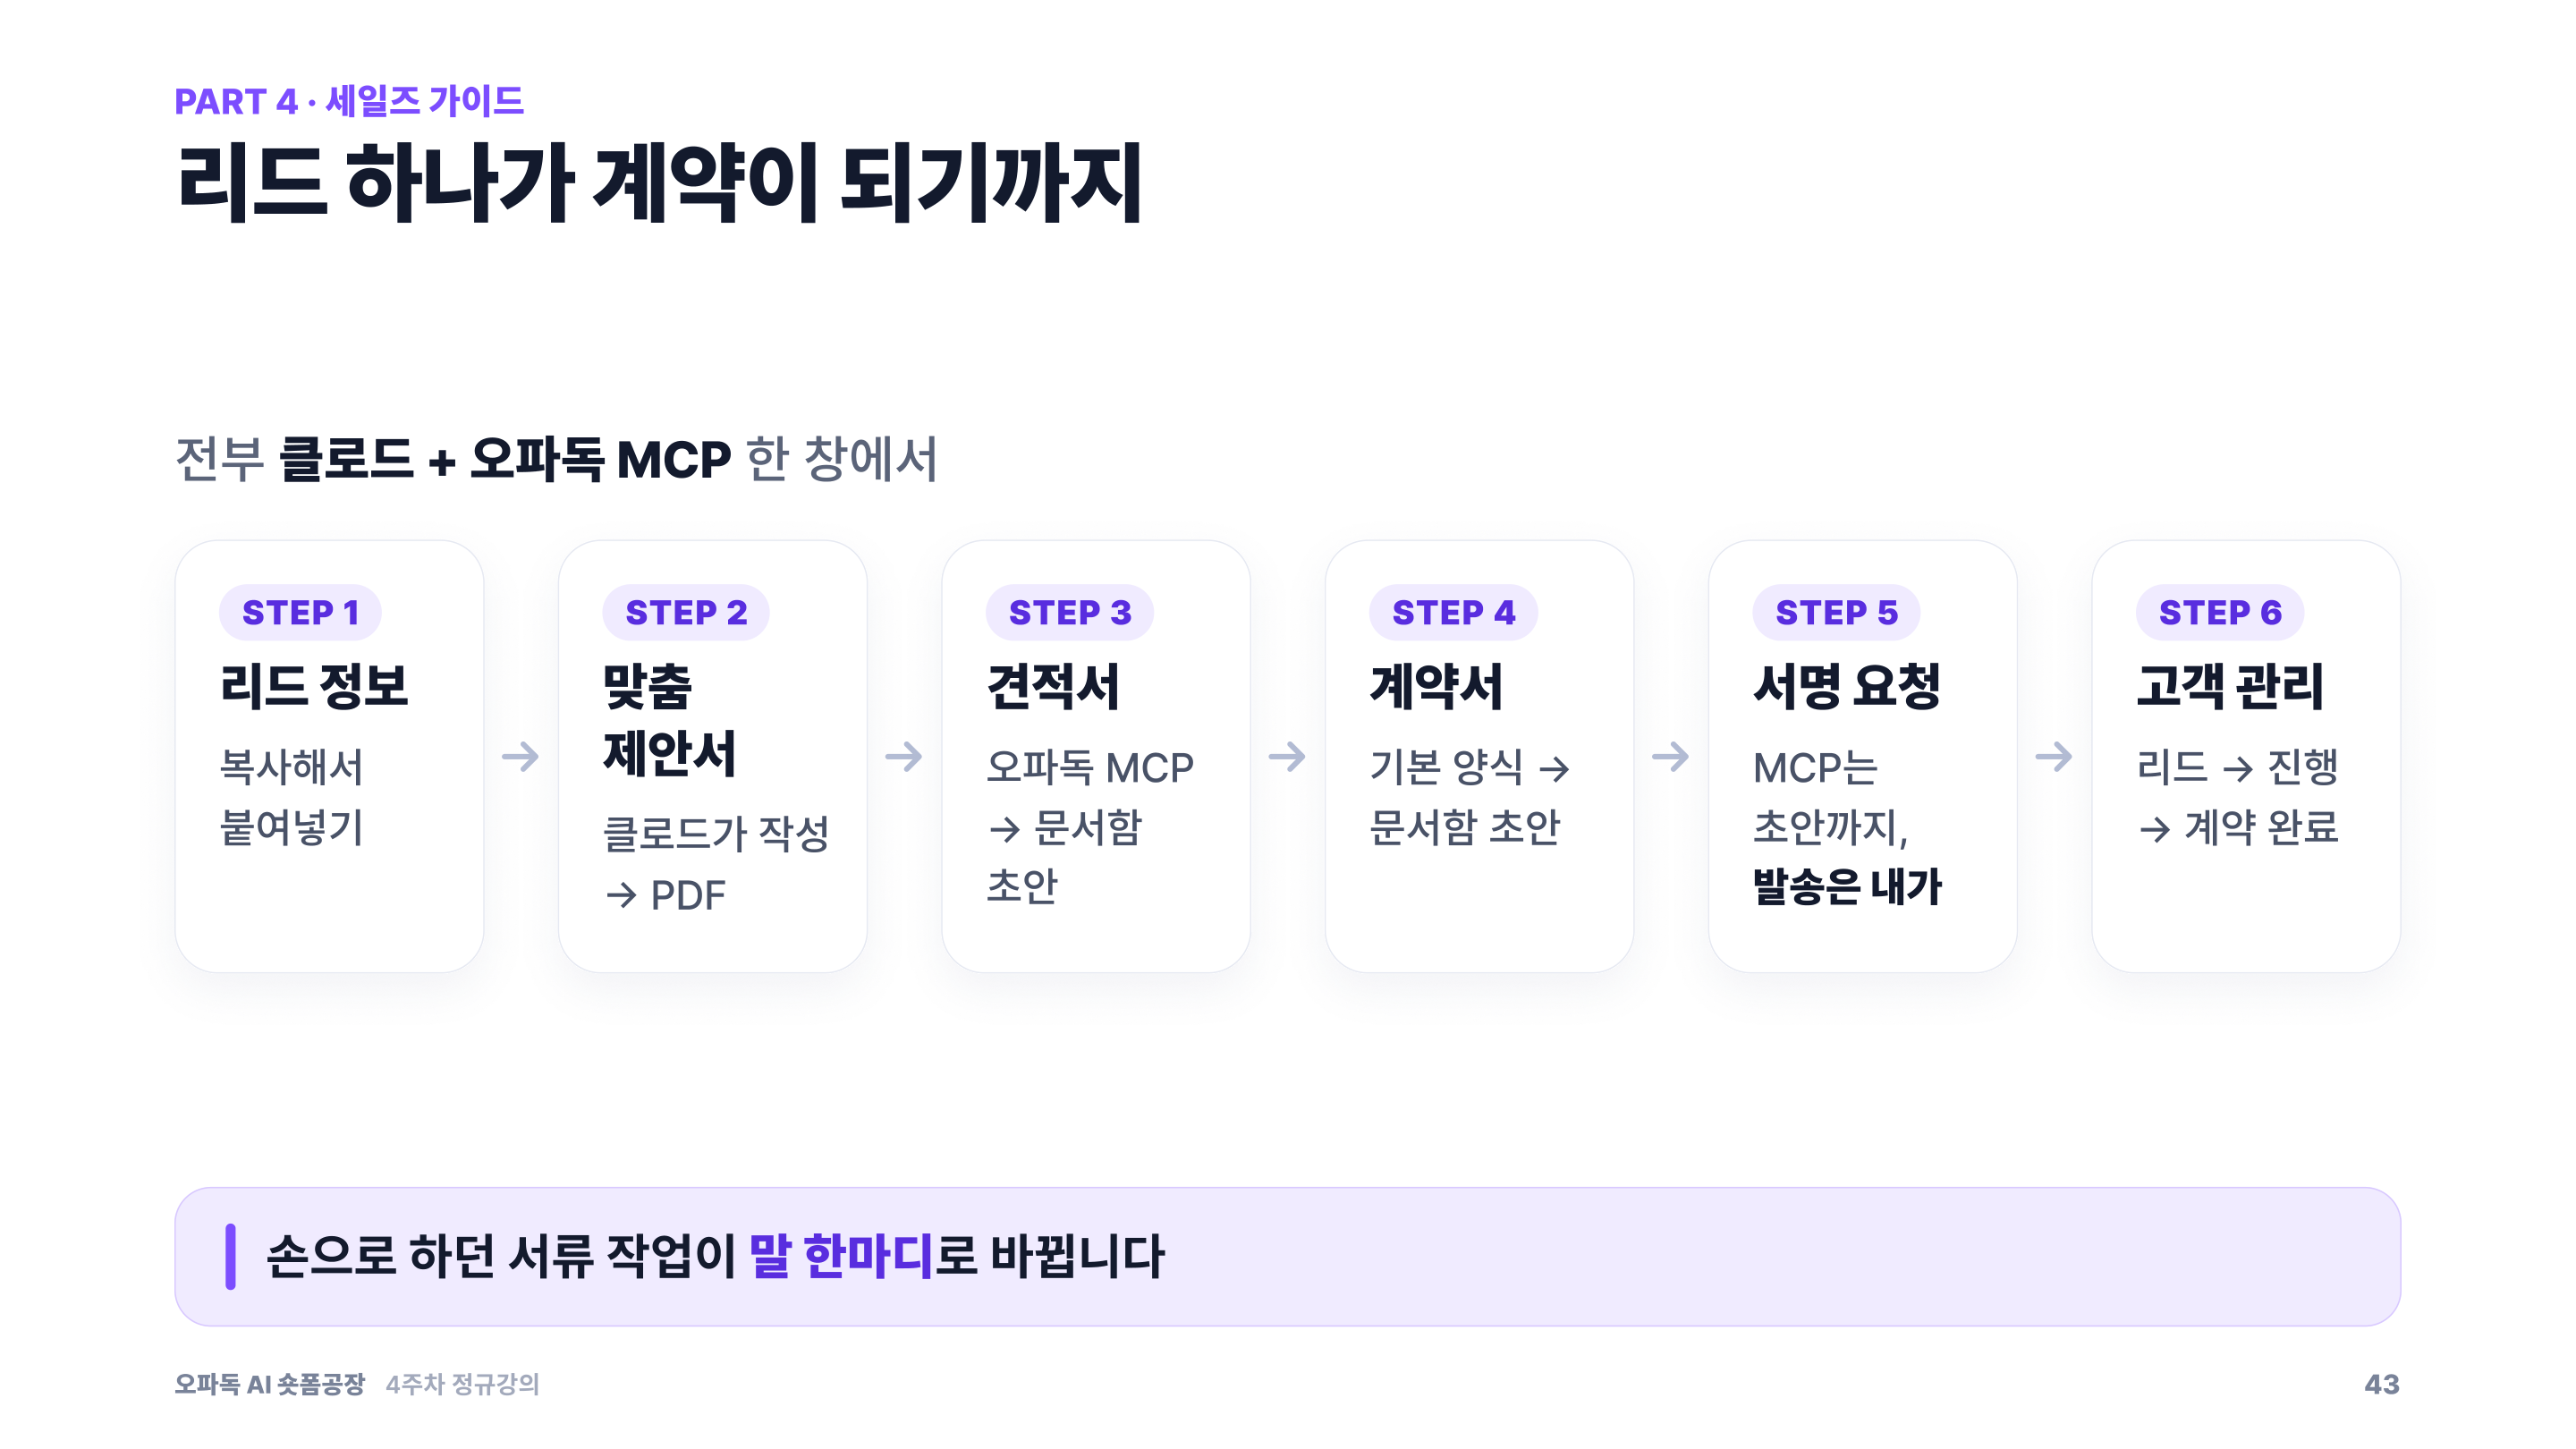 PART 4 · 세일즈 가이드
리드 하나가 계약이 되기까지
전부 클로드 + 오파독 MCP 한 창에서
STEP 1
리드 정보
복사해서
붙여넣기
→
STEP 2
맞춤
제안서
클로드가 작성
→ PDF
→
STEP 3
견적서
오파독 MCP
→ 문서함
초안
→
STEP 4
계약서
기본 양식 →
문서함 초안
→
STEP 5
서명 요청
MCP는
초안까지,
발송은 내가
→
STEP 6
고객 관리
리드 → 진행
→ 계약 완료
손으로 하던 서류 작업이 말 한마디로 바뀝니다
오파독 AI 숏폼공장 4주차 정규강의
43